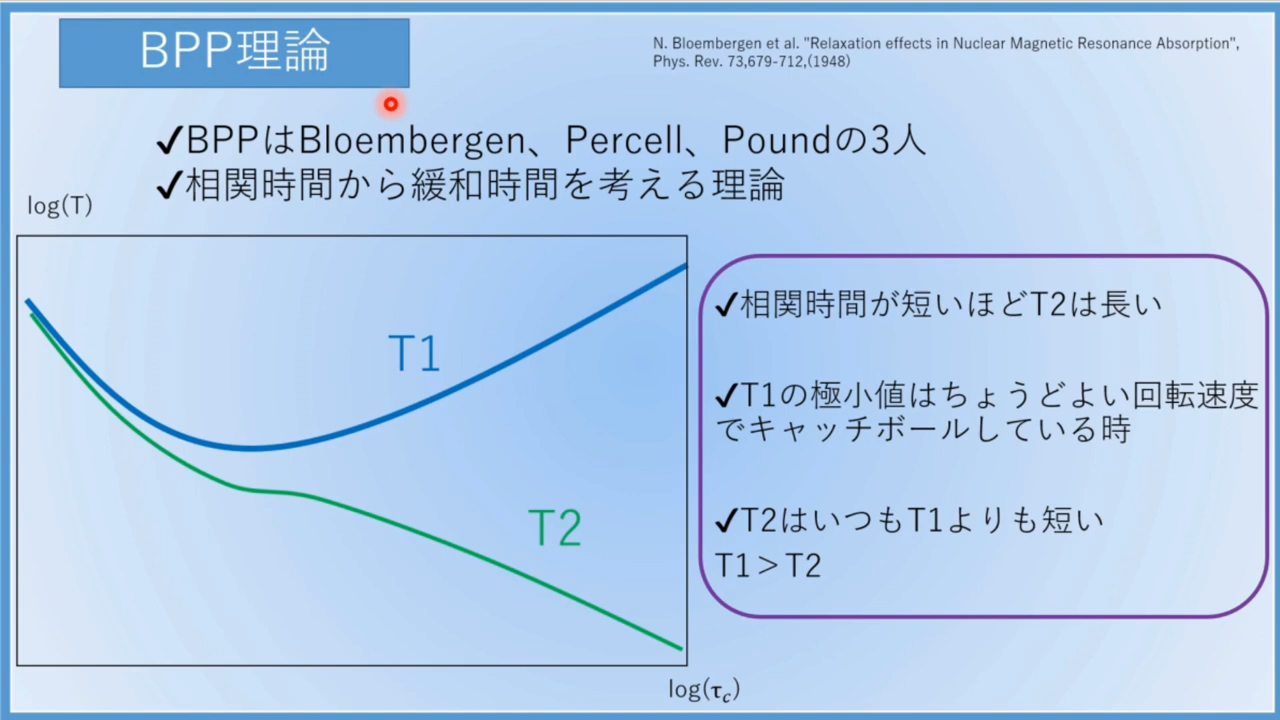 BPP理論
N. Bloembergen et al. "Relaxation effects in Nuclear Magnetic Resonance Absorption",
Phys. Rev. 73,679-712,(1948)
✓BPPはBloembergen、Percell、Poundの3人
✓相関時間から緩和時間を考える理論
log(T)
T1
T2
log(τc)
✓相関時間が短いほどT2は長い
✓T1の極小値はちょうどよい回転速度
でキャッチボールしている時
✓T2はいつもT1よりも短い
T1＞T2